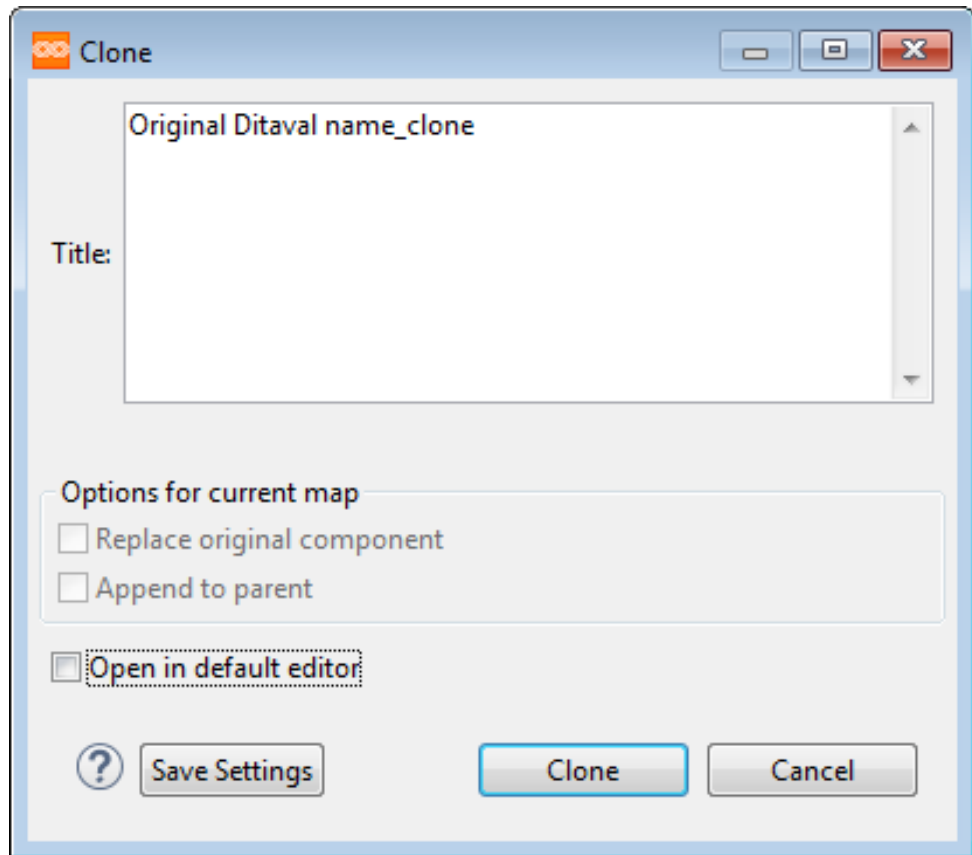 Clone
Original Ditaval name_clone
Title:
Options for current map
Replace original component
Append to parent
Open in default editor
? Save Settings Clone Cancel